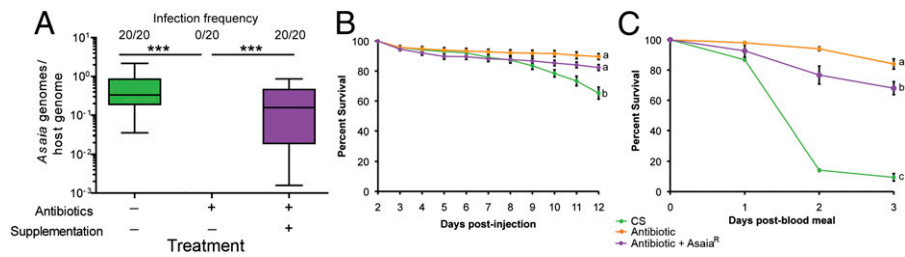 A
Infection frequency
20/20 0/20 20/20
*** ***
Asaia genomes/
host genome
10¹
10⁰
10⁻¹
10⁻²
10⁻³
Antibiotics – + +
Supplementation – +
Treatment
B
Percent Survival
100
80
60
40
20
0
a
a
b
2 3 4 5 6 7 8 9 10 11 12
Days post-injection
C
Percent Survival
100
80
60
40
20
0
a
b
c
0 1 2 3
Days post-blood meal
CS
Antibiotic
Antibiotic + Asaiaᴿ